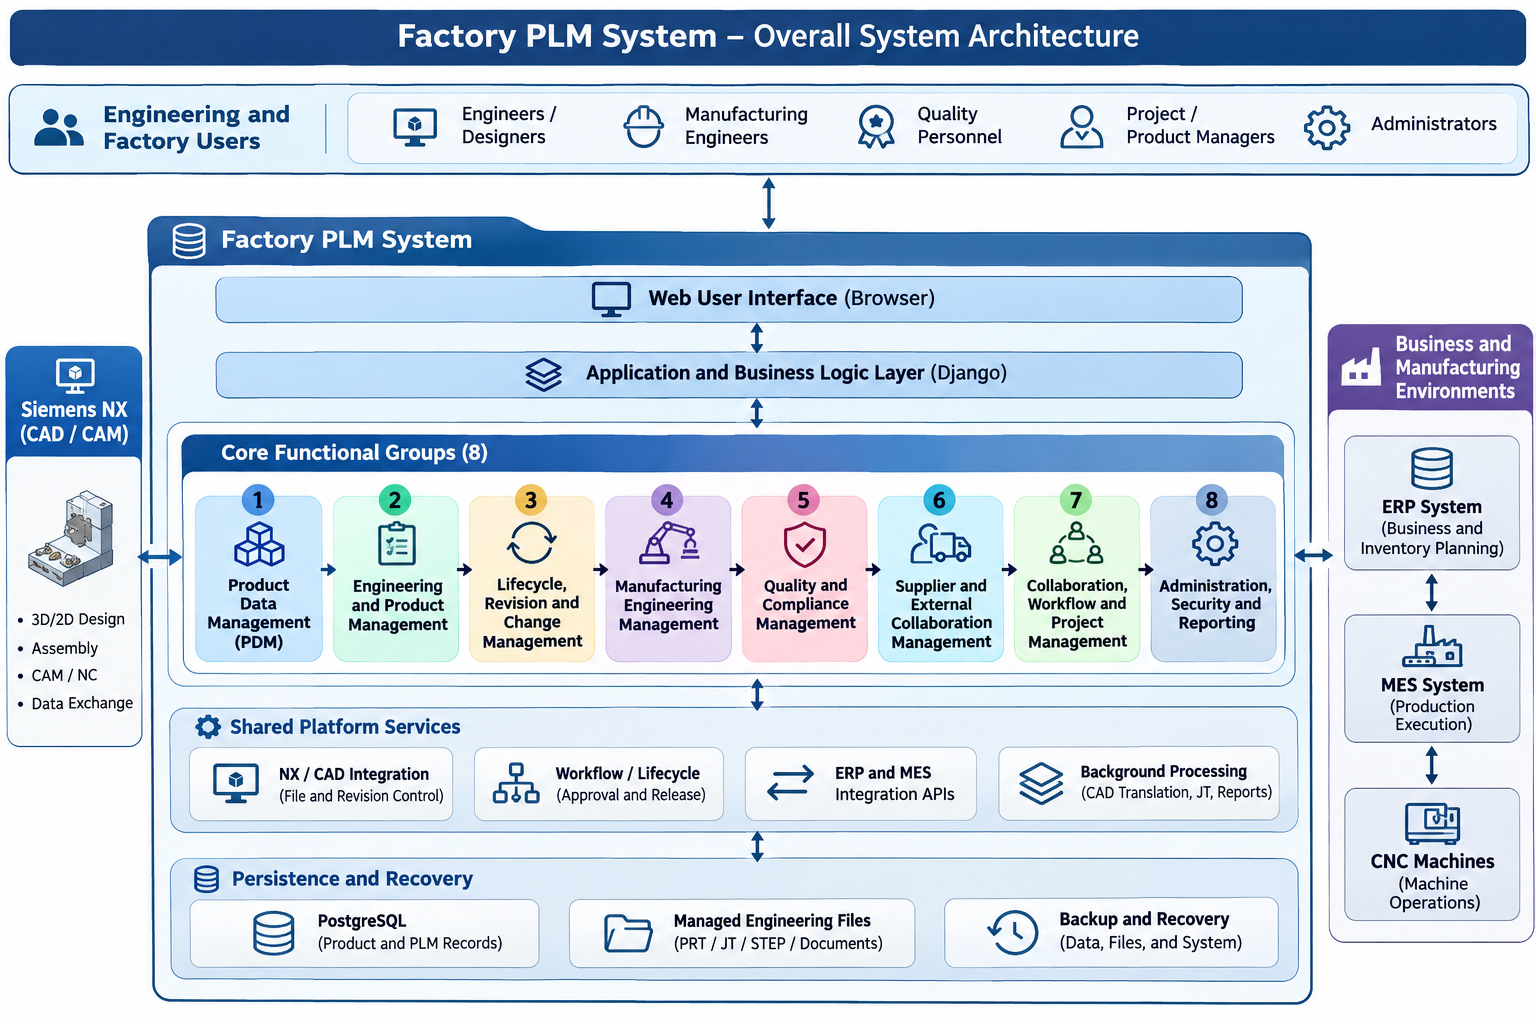 Factory PLM System – Overall System Architecture
Engineering and
Factory Users
Engineers /
Designers
Manufacturing
Engineers
Quality
Personnel
Project /
Product Managers
Administrators
Factory PLM System
Web User Interface (Browser)
Application and Business Logic Layer (Django)
Siemens NX
(CAD / CAM)
• 3D/2D Design
• Assembly
• CAM / NC
• Data Exchange
Core Functional Groups (8)
1
Product
Data
Management
(PDM)
2
Engineering
and Product
Management
3
Lifecycle,
Revision and
Change
Management
4
Manufacturing
Engineering
Management
5
Quality and
Compliance
Management
6
Supplier and
External
Collaboration
Management
7
Collaboration,
Workflow and
Project
Management
8
Administration,
Security and
Reporting
Shared Platform Services
NX / CAD Integration
(File and Revision Control)
Workflow / Lifecycle
(Approval and Release)
ERP and MES
Integration APIs
Background Processing
(CAD Translation, JT, Reports)
Persistence and Recovery
PostgreSQL
(Product and PLM Records)
Managed Engineering Files
(PRT / JT / STEP / Documents)
Backup and Recovery
(Data, Files, and System)
Business and
Manufacturing
Environments
ERP System
(Business and
Inventory Planning)
MES System
(Production
Execution)
CNC Machines
(Machine
Operations)